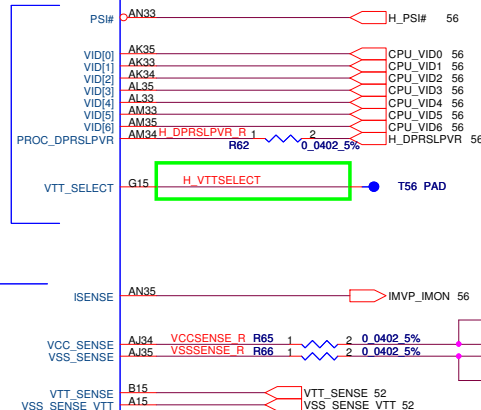 PSI# AN33 H_PSI# 56
VID[0] AK35 CPU_VID0 56
VID[1] AK33 CPU_VID1 56
VID[2] AK34 CPU_VID2 56
VID[3] AL35 CPU_VID3 56
VID[4] AL33 CPU_VID4 56
VID[5] AM33 CPU_VID5 56
VID[6] AM35 CPU_VID6 56
PROC_DPRSLPVR AM34 H_DPRSLPVR_R 1 2 H_DPRSLPVR 56
R62 0_0402_5%
VTT_SELECT G15 H_VTTSELECT T56 PAD
ISENSE AN35 IMVP_IMON 56
VCC_SENSE AJ34 VCCSENSE_R R65 1 2 0_0402_5%
VSS_SENSE AJ35 VSSSENSE_R R66 1 2 0_0402_5%
VTT_SENSE B15 VTT_SENSE 52
VSS_SENSE_VTT A15 VSS_SENSE_VTT 52